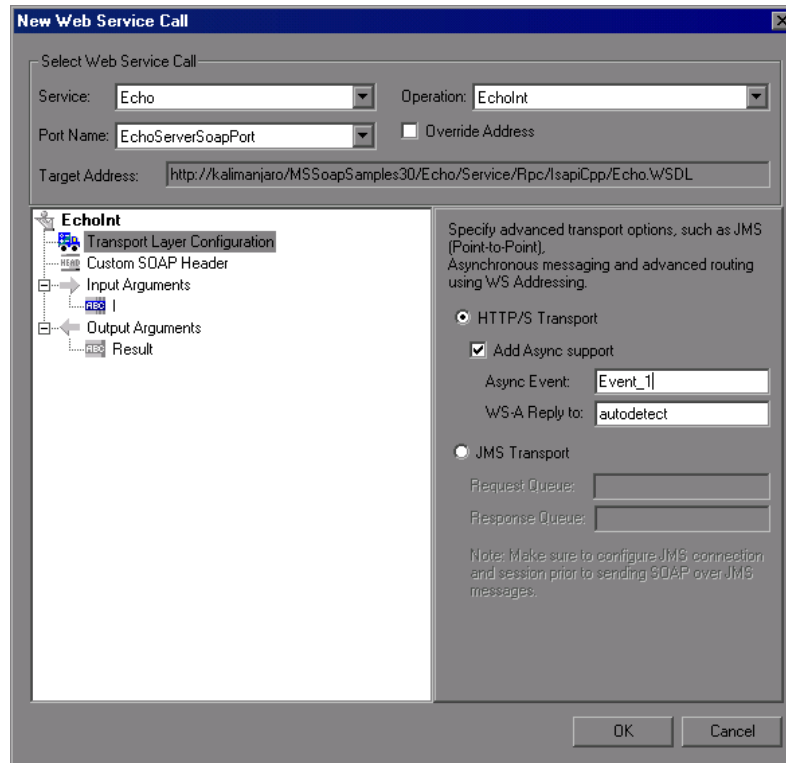 New Web Service Call
Select Web Service Call
Service: Echo Operation: EchoInt
Port Name: EchoServerSoapPort Override Address
Target Address: http://kalimanjaro/MSSoapSamples30/Echo/Service/Rpc/IsapiCpp/Echo.WSDL
EchoInt
Transport Layer Configuration
HEAD Custom SOAP Header
Input Arguments
ABC I
Output Arguments
ABC Result
Specify advanced transport options, such as JMS
(Point-to-Point),
Asynchronous messaging and advanced routing
using WS Addressing.
HTTP/S Transport
Add Async support
Async Event: Event_1
WS-A Reply to: autodetect
JMS Transport
Request Queue:
Response Queue:
Note: Make sure to configure JMS connection
and session prior to sending SOAP over JMS
messages.
OK Cancel